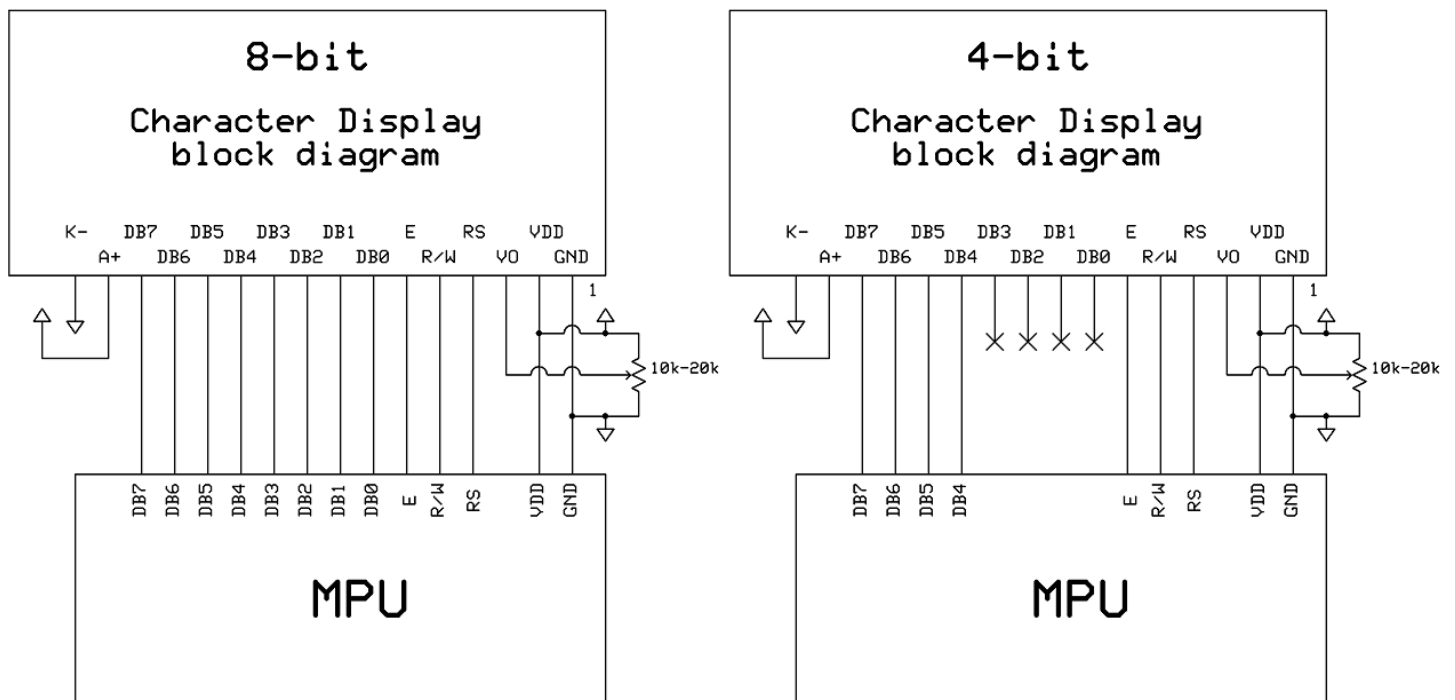 8-bit
Character Display
block diagram
K- DB7 DB5 DB3 DB1 E RS VDD
A+ DB6 DB4 DB2 DB0 R/W VO GND
1
10k-20k
DB7 DB6 DB5 DB4 DB3 DB2 DB1 DB0 E R/W RS VDD GND
MPU
4-bit
Character Display
block diagram
K- DB7 DB5 DB3 DB1 E RS VDD
A+ DB6 DB4 DB2 DB0 R/W VO GND
1
10k-20k
DB7 DB6 DB5 DB4 E R/W RS VDD GND
MPU